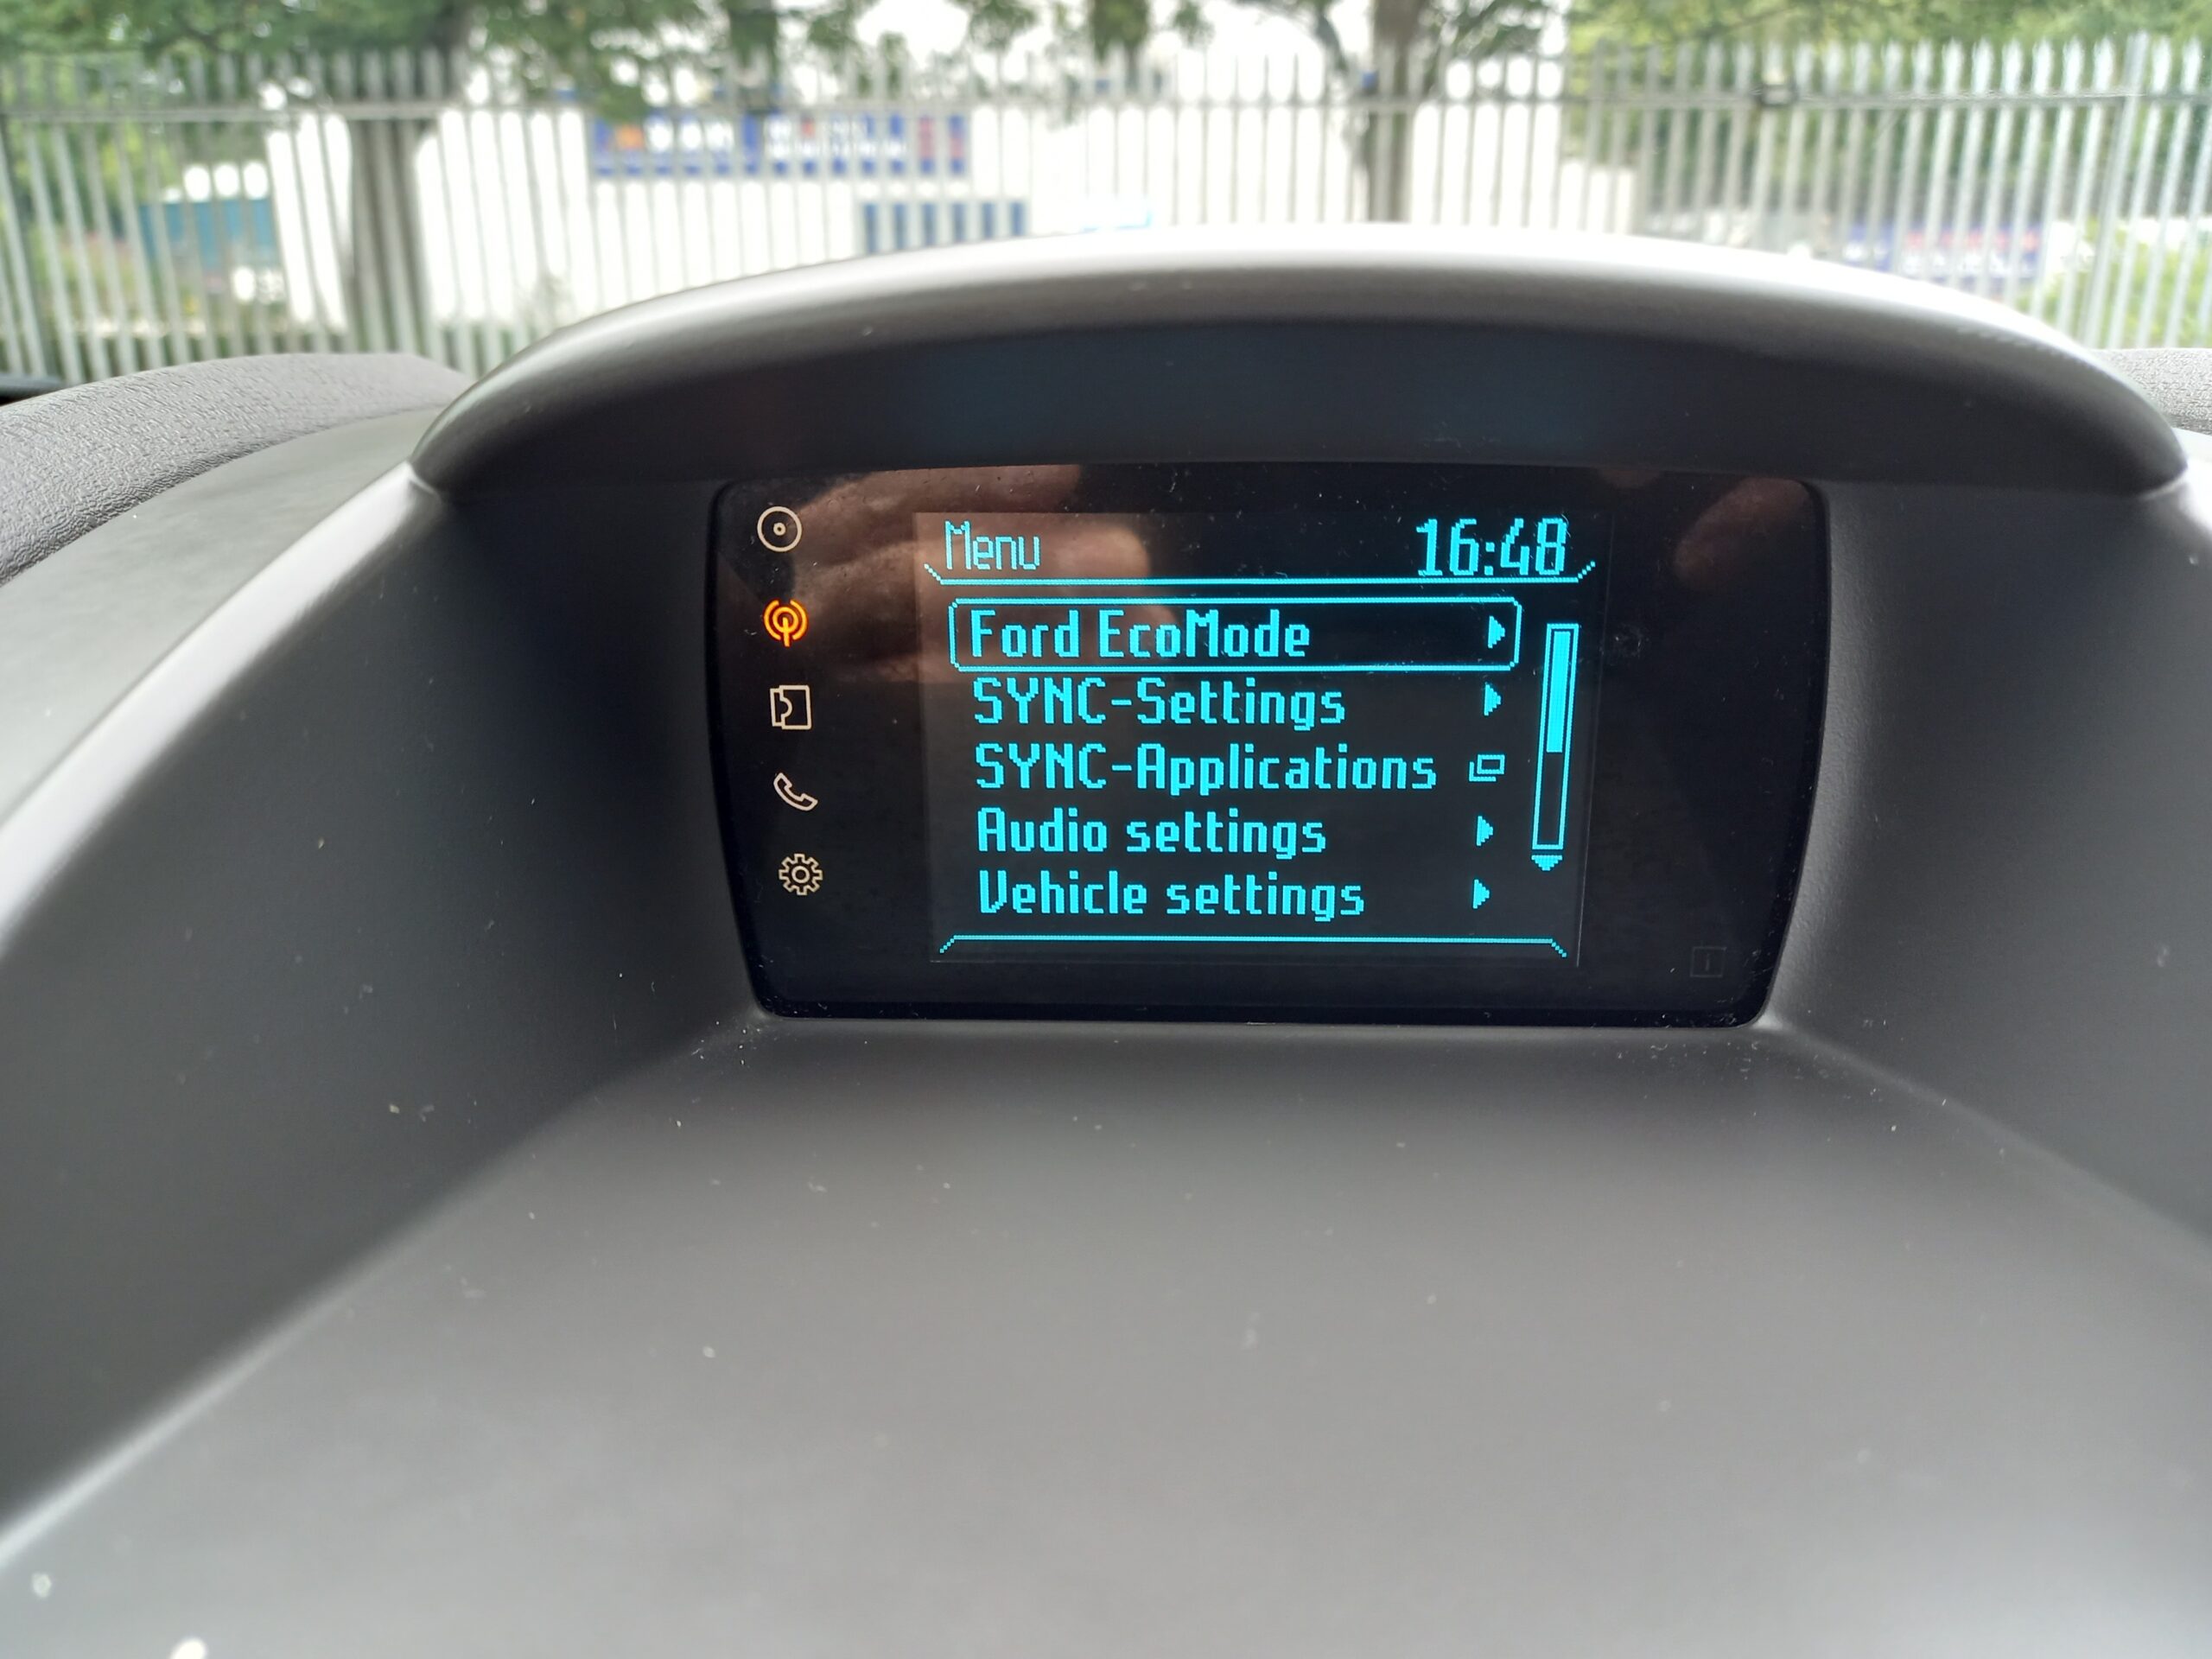 Menu 16:48
Ford EcoMode
SYNC-Settings
SYNC-Applications
Audio settings
Vehicle settings